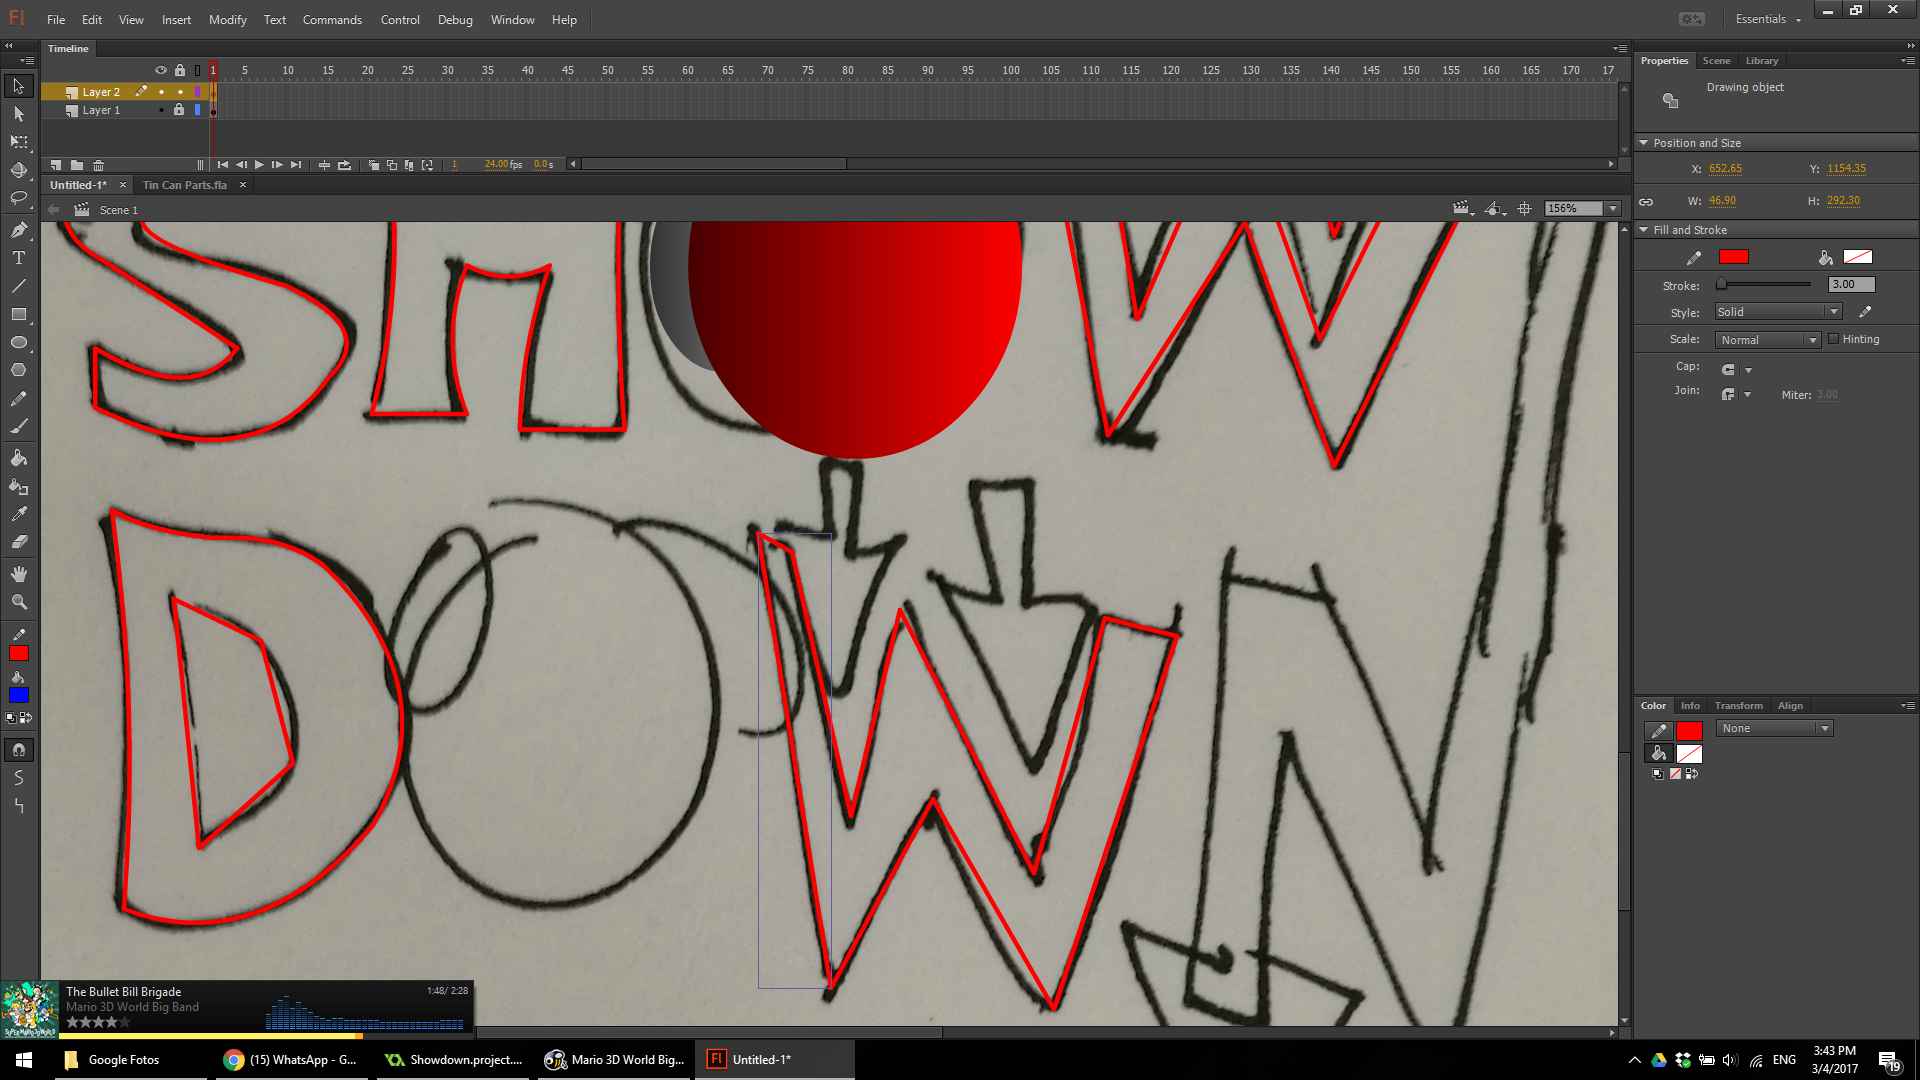 Fl File Edit View Insert Modify Text Commands Control Debug Window Help Essentials
Timeline
1 5 10 15 20 25 30 35 40 45 50 55 60 65 70 75 80 85 90 95 100 105 110 115 120 125 130 135 140 145 150 155 160 165 170 17
Layer 2
Layer 1
1 24.00 fps 0.0 s
Untitled-1* × Tin Can Parts.fla ×
Scene 1
156%
SHOW
DOWN
Properties Scene Library
Drawing object
Position and Size
X: 652.65 Y: 1154.35
W: 46.90 H: 292.30
Fill and Stroke
Stroke: 3.00
Style: Solid
Scale: Normal Hinting
Cap:
Join: Miter: 3.00
Color Info Transform Align
None
The Bullet Bill Brigade 1:48/ 2:28
Mario 3D World Big Band
Google Fotos (15) WhatsApp - G... Showdown.project.... Mario 3D World Big... Fl Untitled-1* ENG 3:43 PM
3/4/2017 19